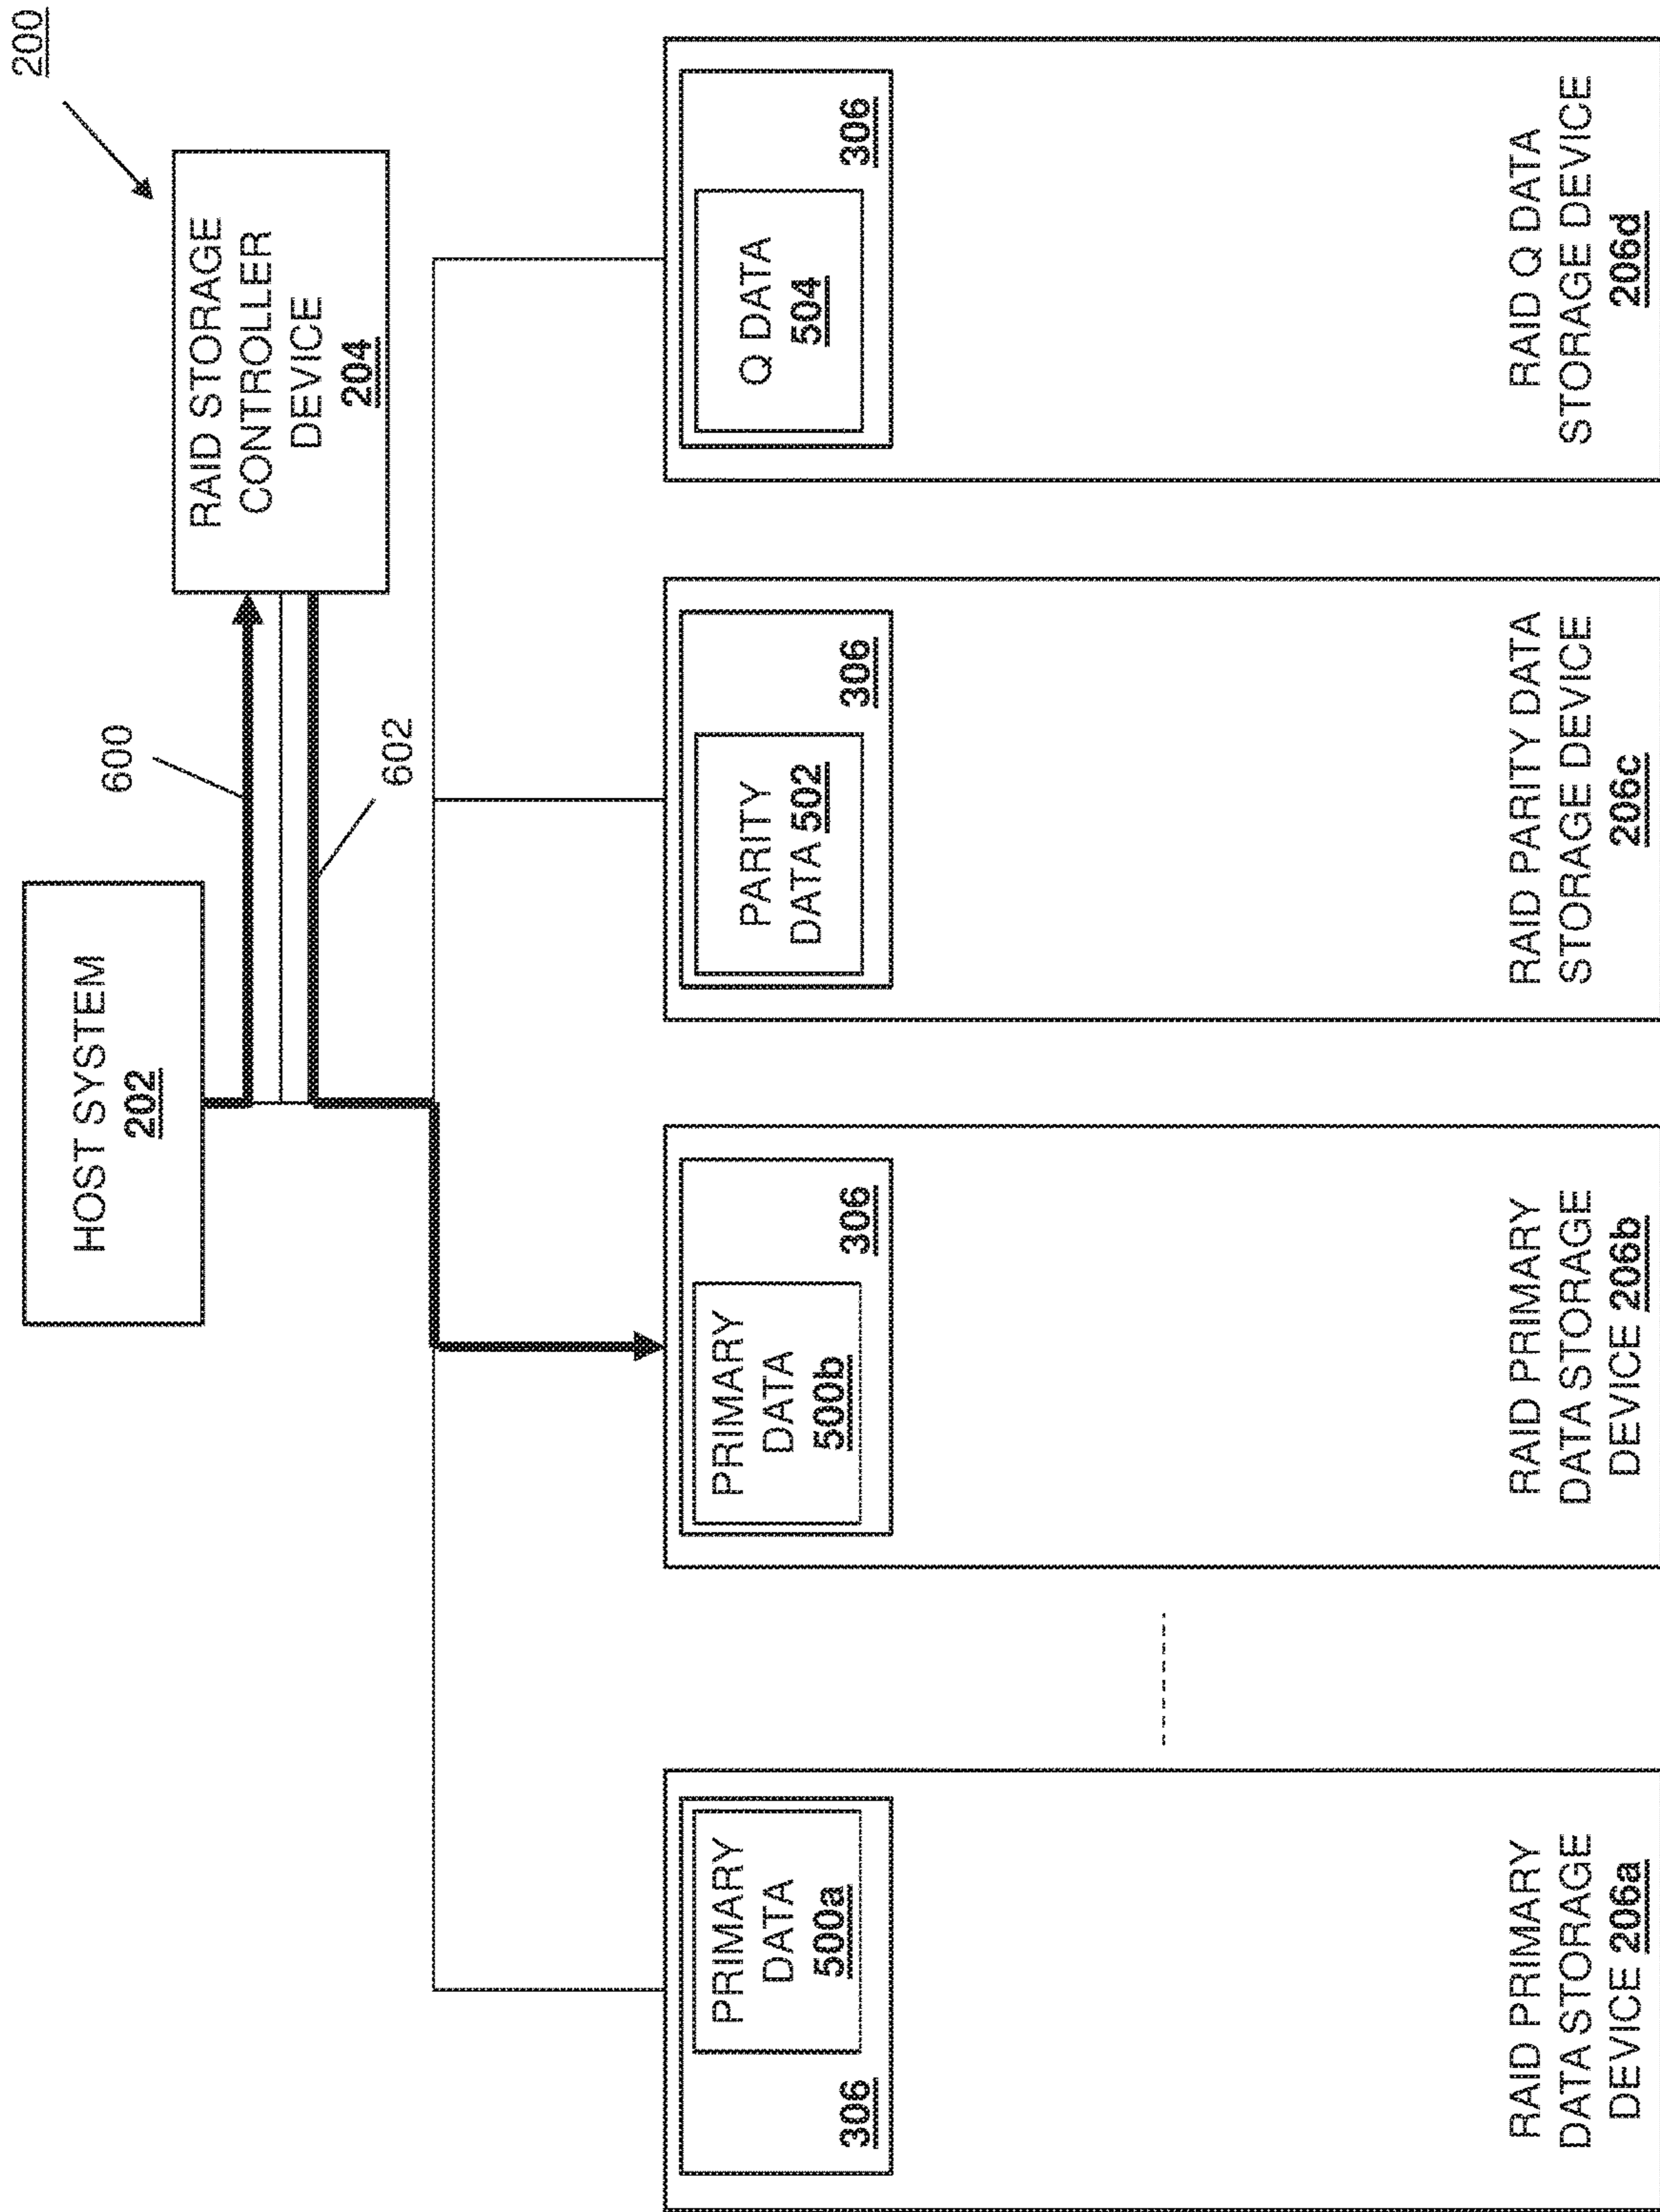 200
HOST SYSTEM
202
600
RAID STORAGE
CONTROLLER
DEVICE
204
602
PRIMARY
DATA
500a
306
RAID PRIMARY
DATA STORAGE
DEVICE 206a
PRIMARY
DATA
500b
306
RAID PRIMARY
DATA STORAGE
DEVICE 206b
PARITY
DATA 502
306
RAID PARITY DATA
STORAGE DEVICE
206c
Q DATA
504
306
RAID Q DATA
STORAGE DEVICE
206d